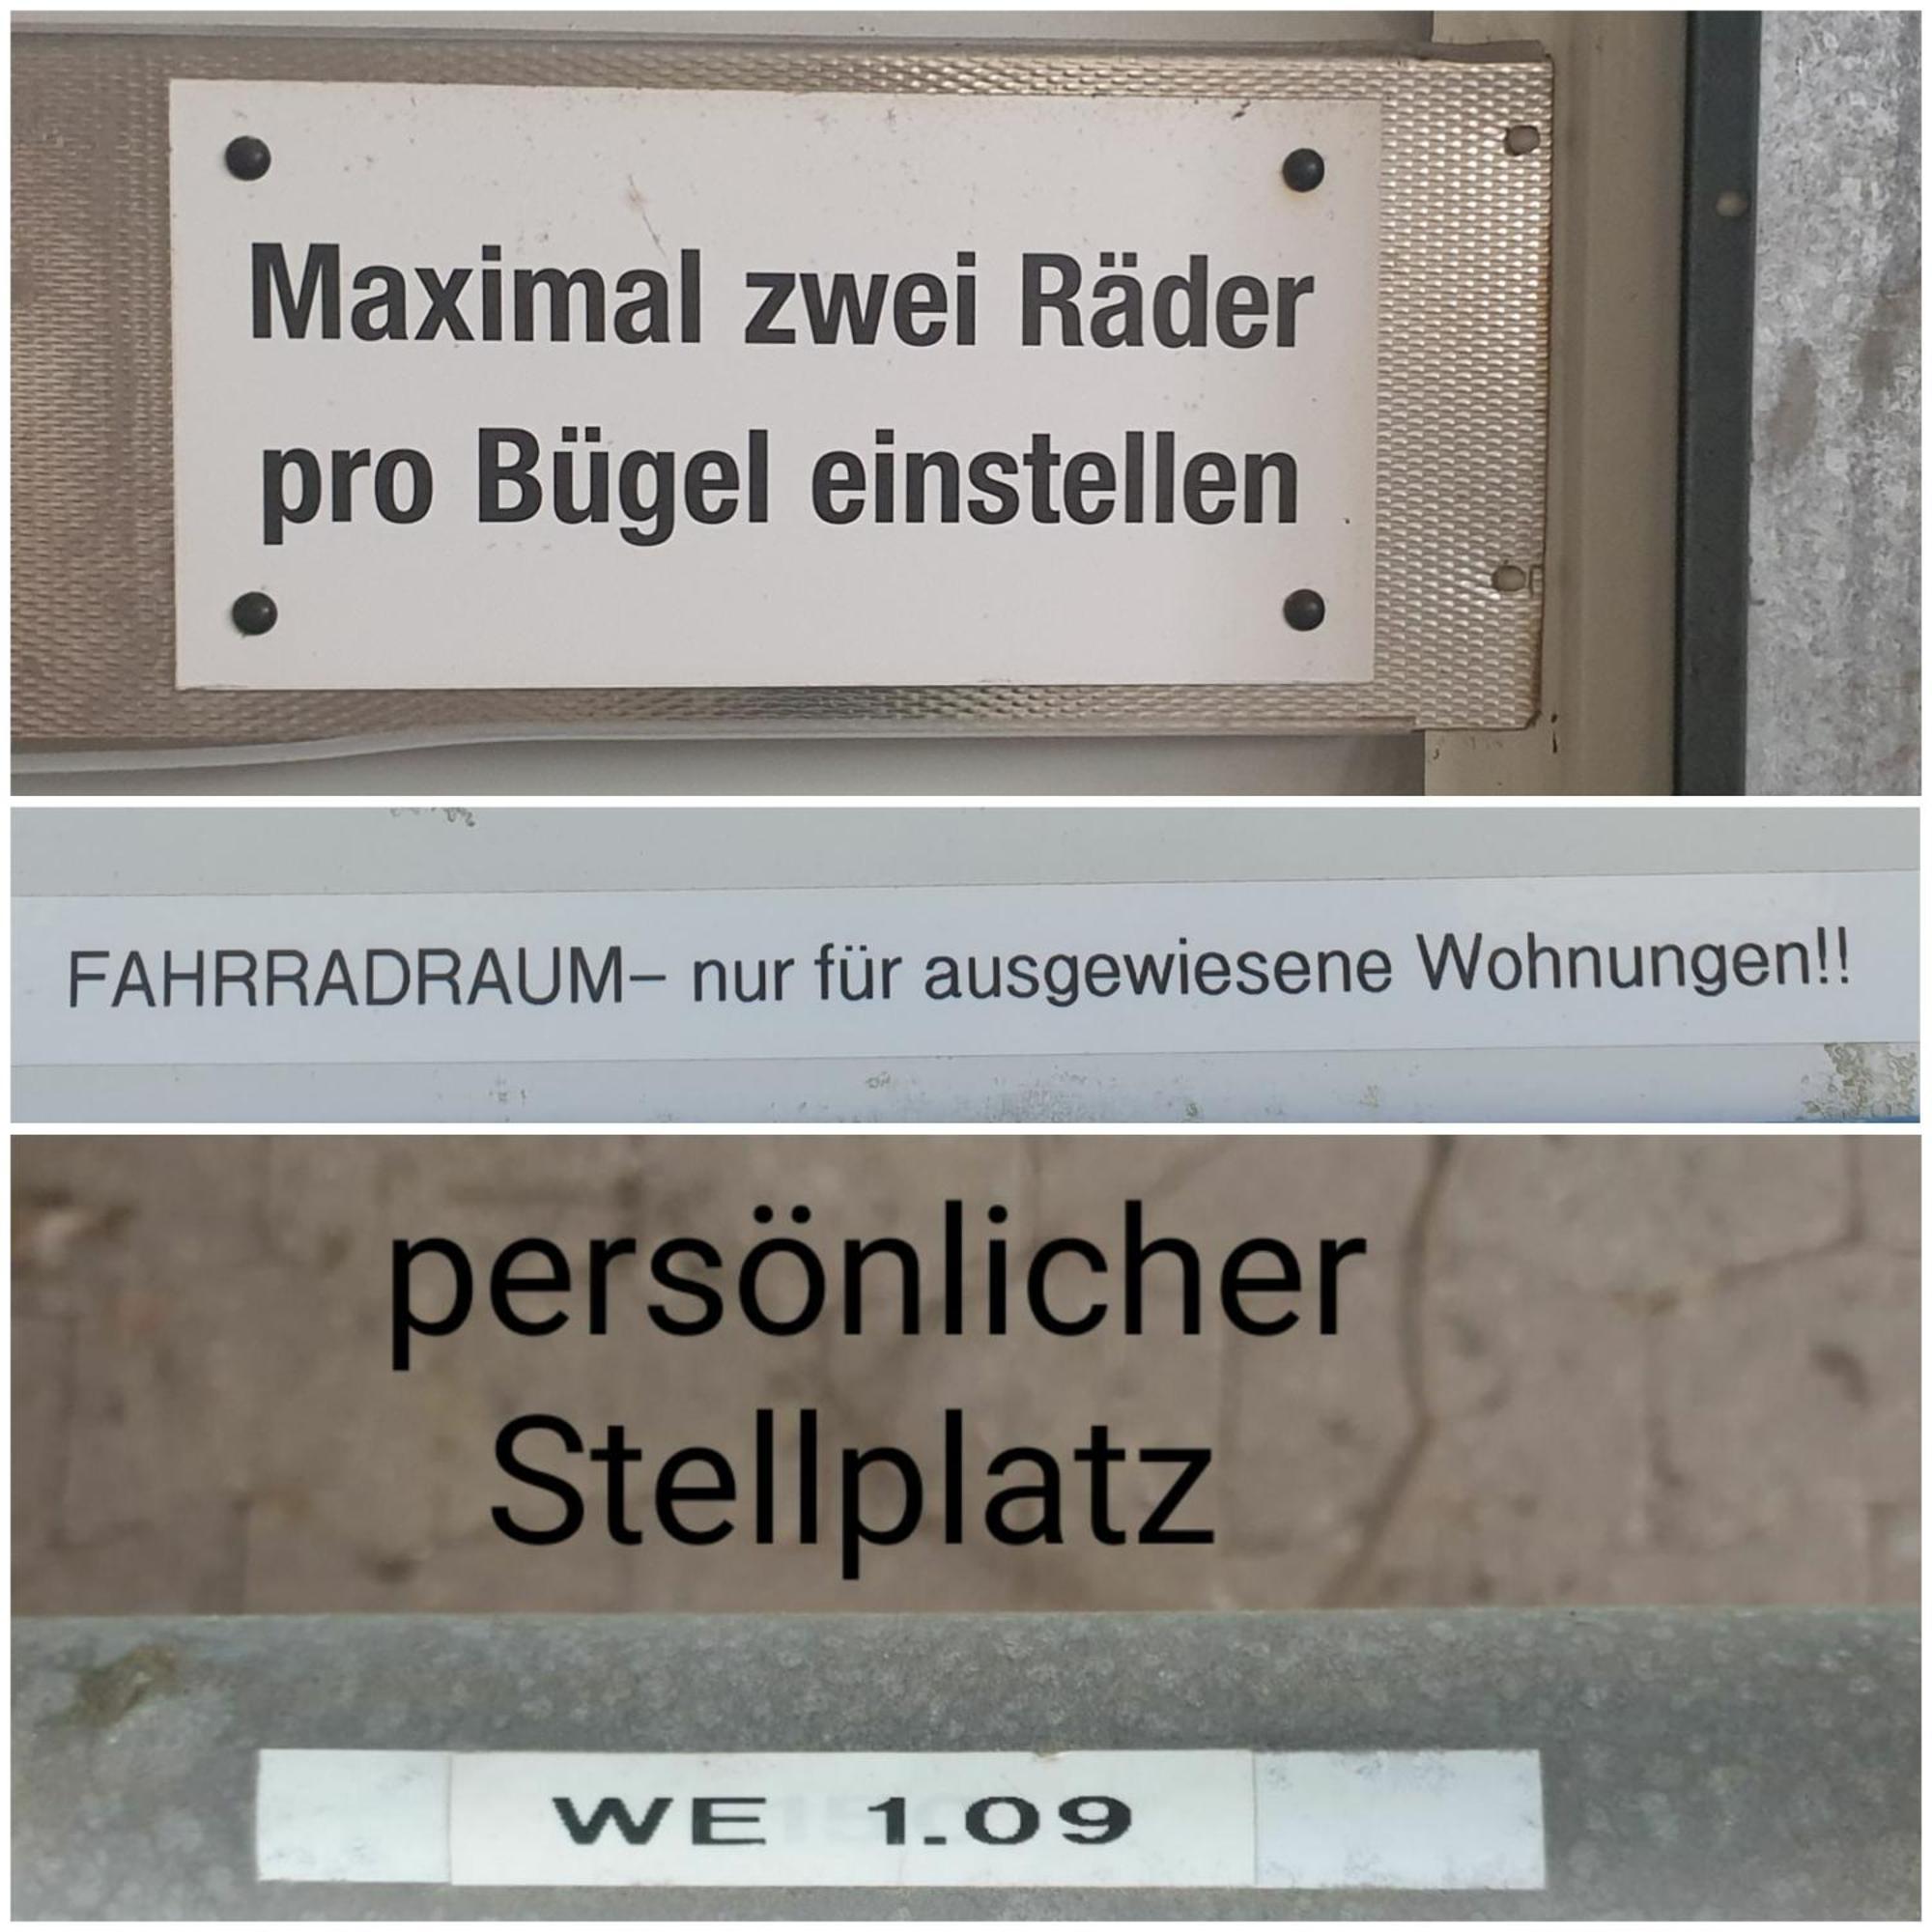 Maximal zwei Räder
pro Bügel einstellen
FAHRRADRAUM– nur für ausgewiesene Wohnungen!!
persönlicher
Stellplatz
WE 1.09